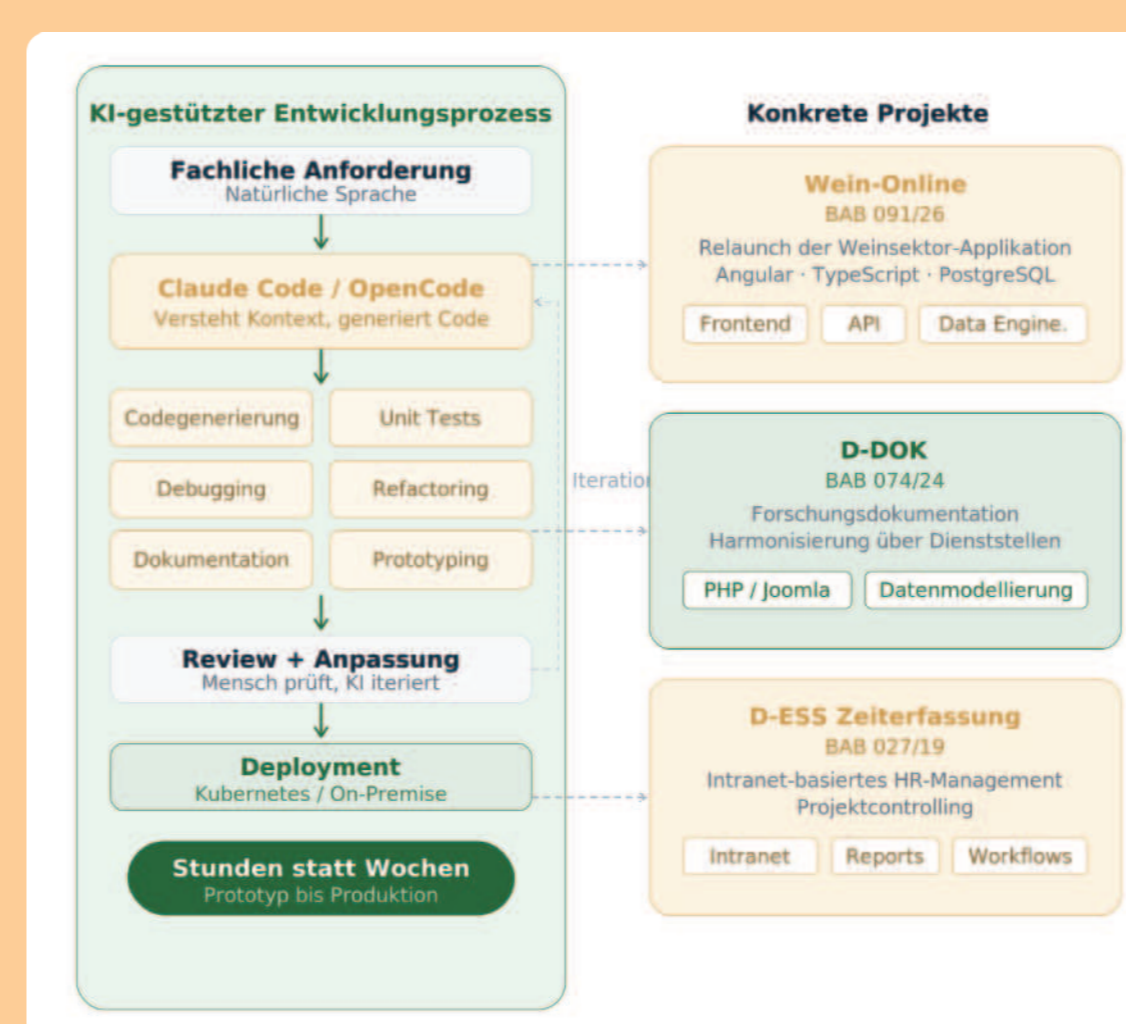 KI-gestützter Entwicklungsprozess
Fachliche Anforderung
Natürliche Sprache
Claude Code / OpenCode
Versteht Kontext, generiert Code
Codegenerierung
Unit Tests
Debugging
Refactoring
Dokumentation
Prototyping
Review + Anpassung
Mensch prüft, KI iteriert
Deployment
Kubernetes / On-Premise
Stunden statt Wochen
Prototyp bis Produktion
Iteration
Konkrete Projekte
Wein-Online
BAB 091/26
Relaunch der Weinsektor-Applikation
Angular · TypeScript · PostgreSQL
Frontend
API
Data Engine.
D-DOK
BAB 074/24
Forschungsdokumentation
Harmonisierung über Dienststellen
PHP / Joomla
Datenmodellierung
D-ESS Zeiterfassung
BAB 027/19
Intranet-basiertes HR-Management
Projektcontrolling
Intranet
Reports
Workflows